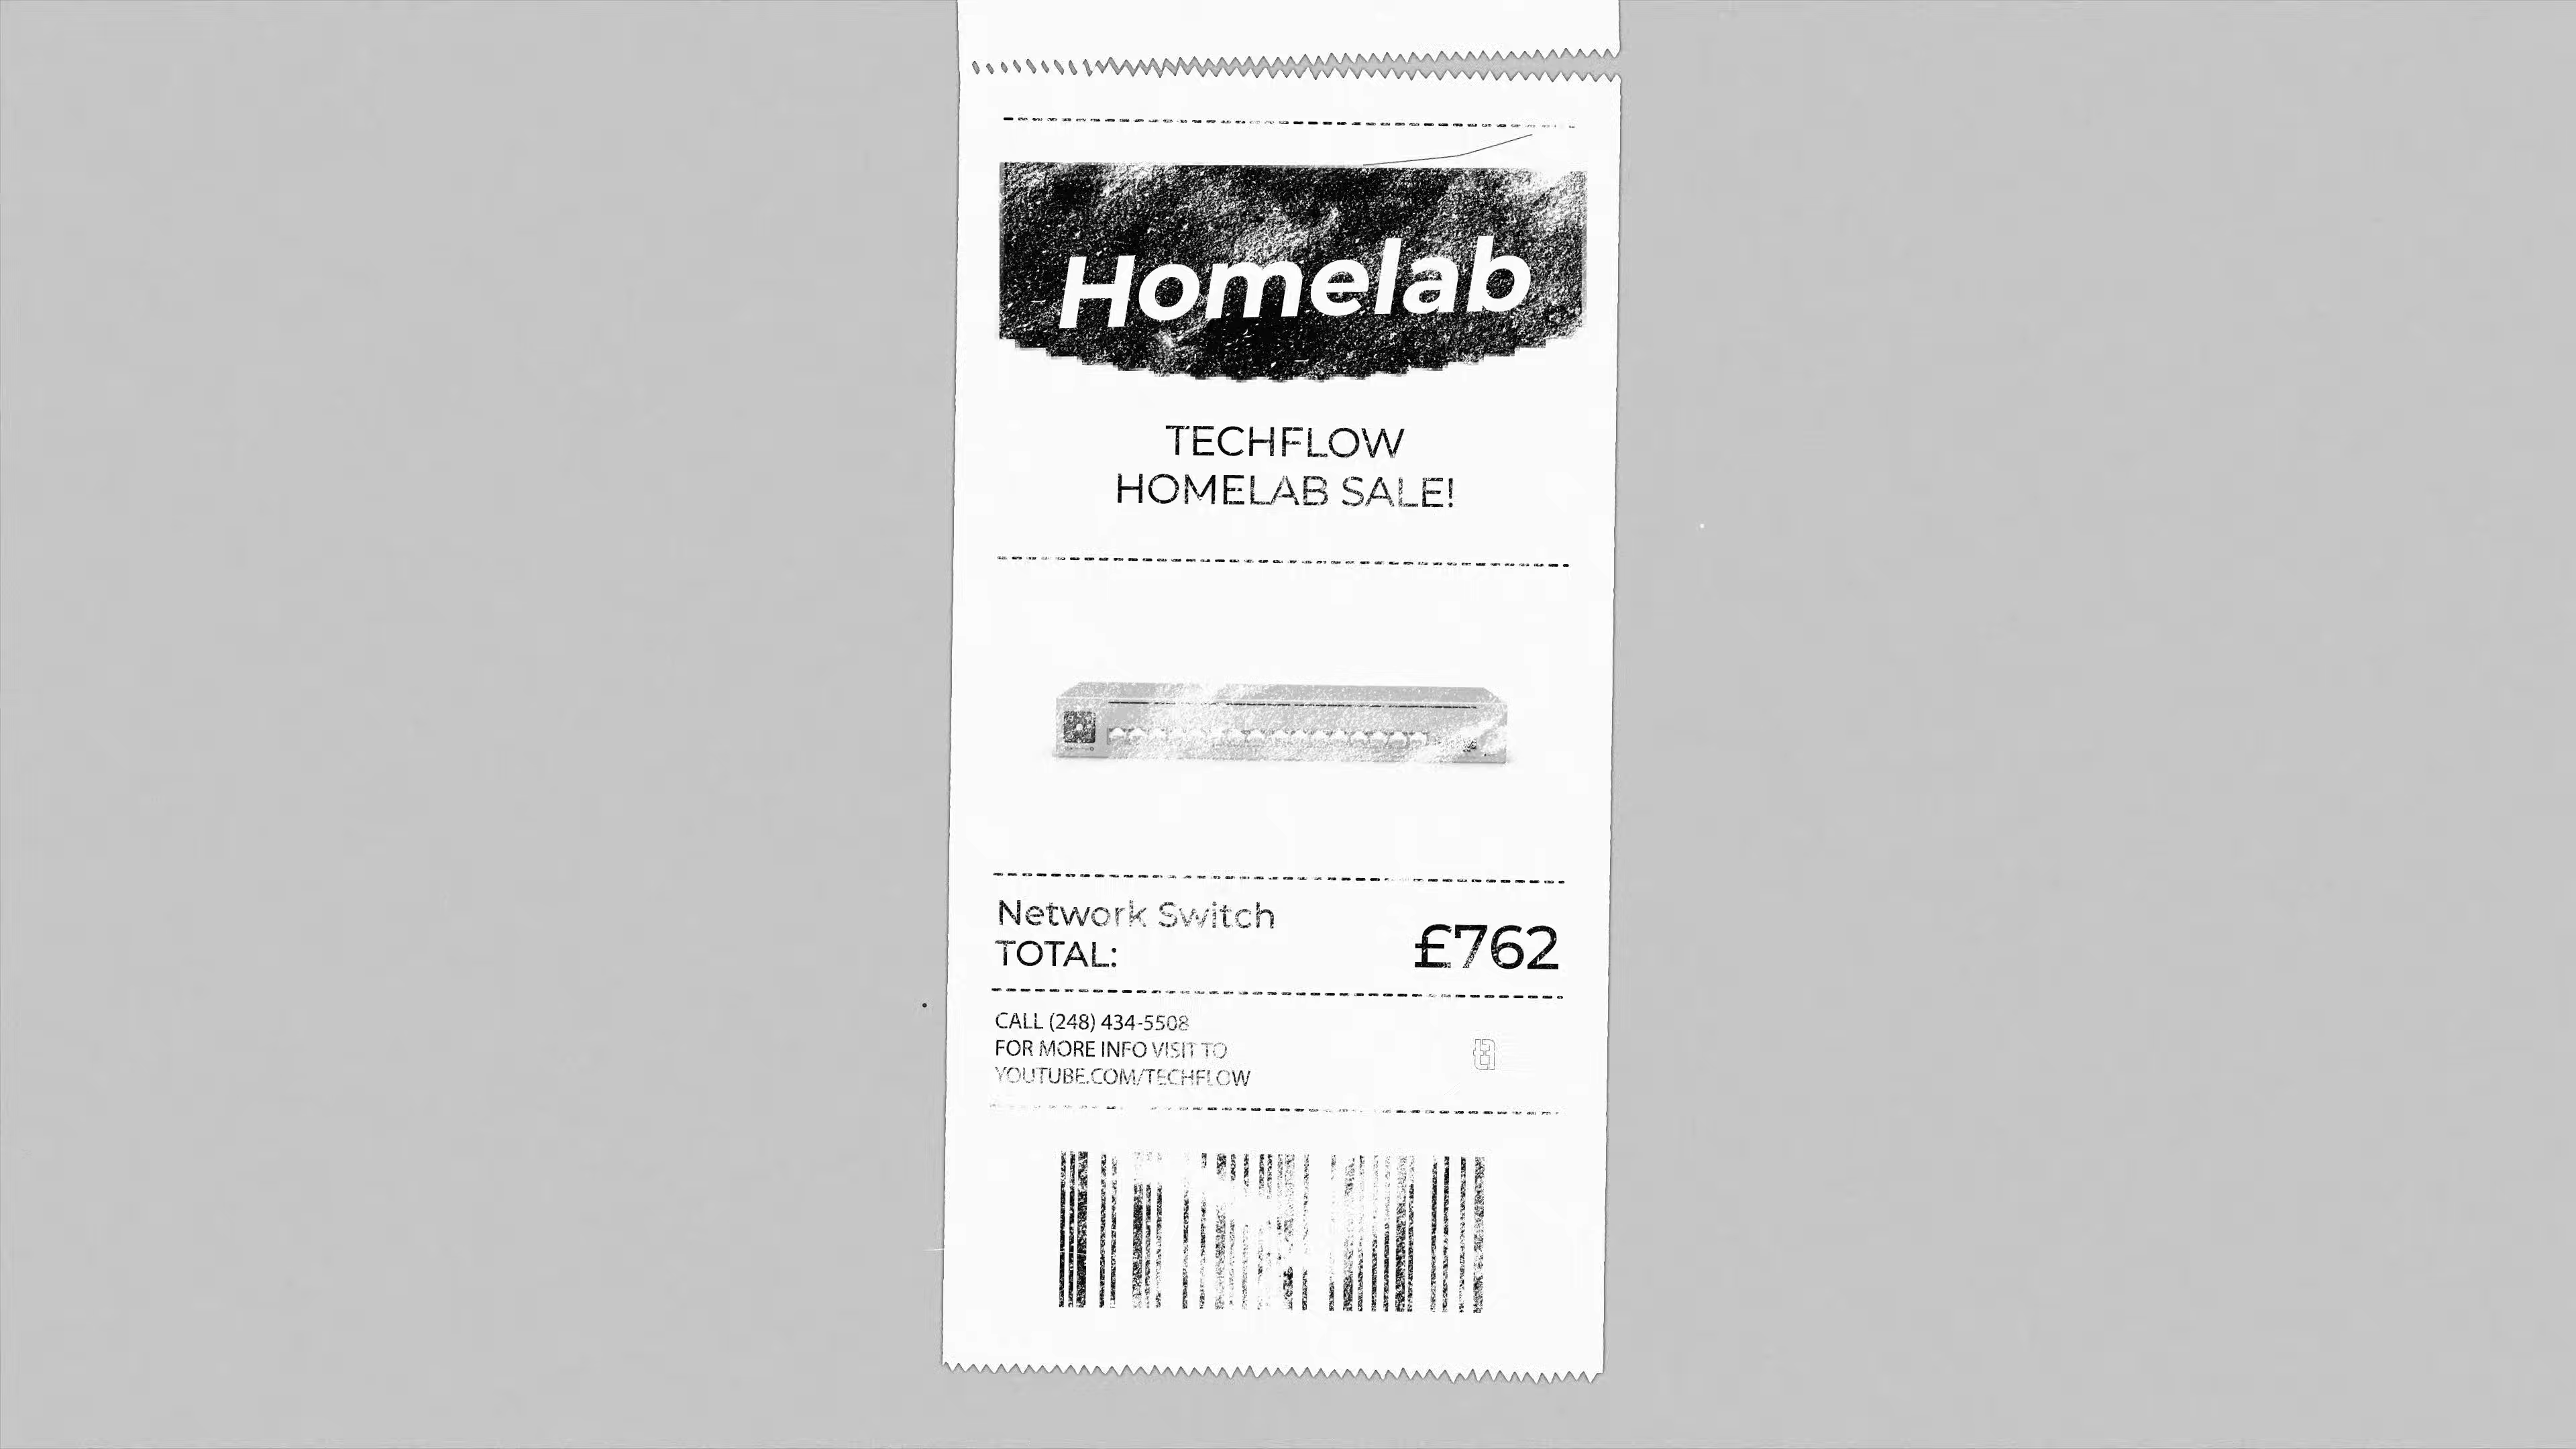 Homelab
TECHFLOW
HOMELAB SALE!
Network Switch
TOTAL:
£762
CALL (248) 434-5508
FOR MORE INFO VISIT TO
YOUTUBE.COM/TECHFLOW